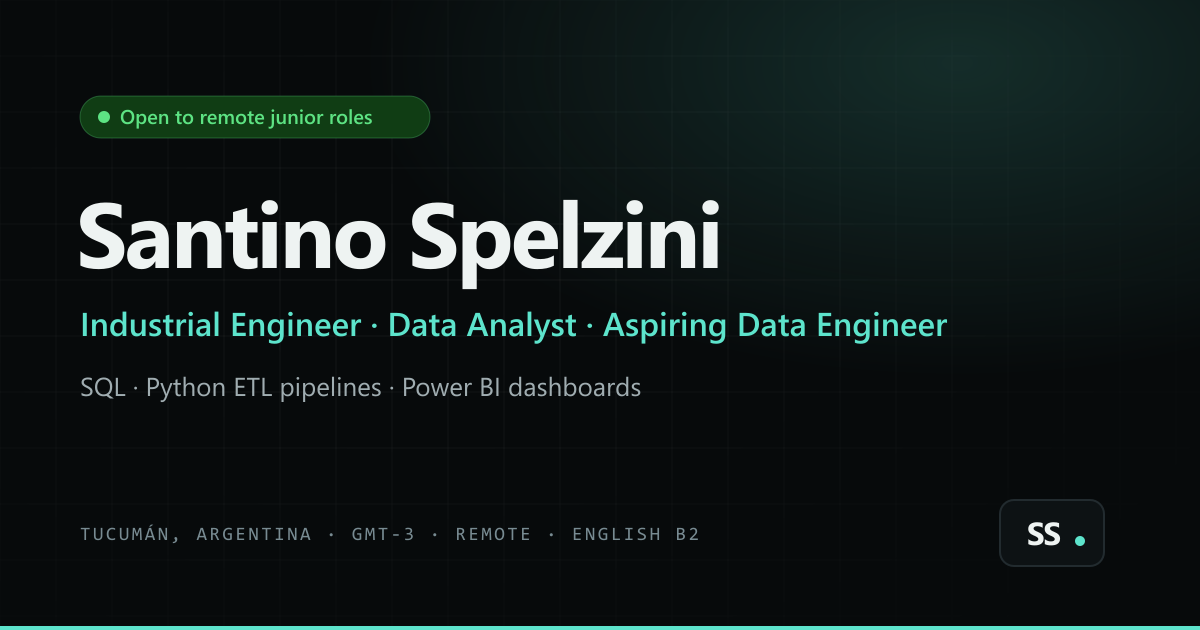 Open to remote junior roles
Santino Spelzini
Industrial Engineer · Data Analyst · Aspiring Data Engineer
SQL · Python ETL pipelines · Power BI dashboards
TUCUMÁN, ARGENTINA · GMT-3 · REMOTE · ENGLISH B2
SS.